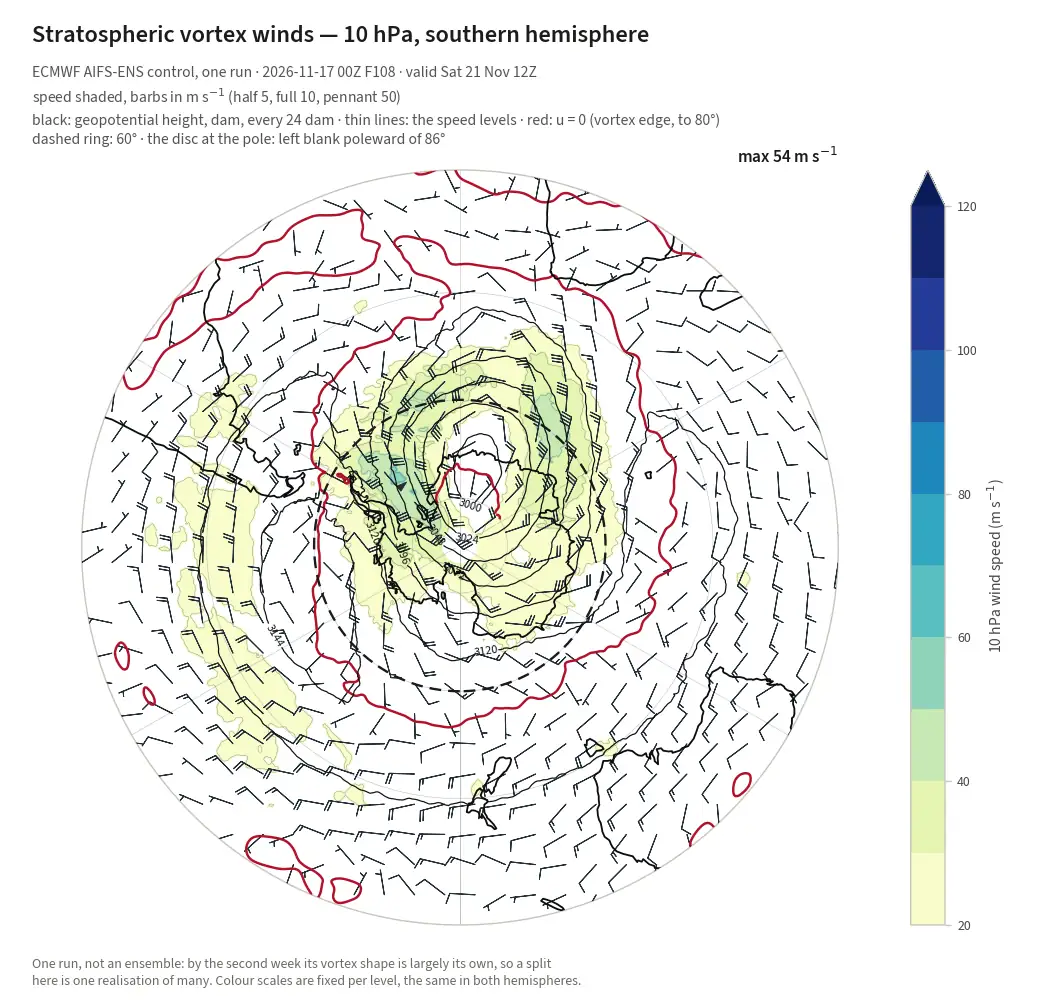 Stratospheric vortex winds — 10 hPa, southern hemisphere
ECMWF AIFS-ENS control, one run · 2026-11-17 00Z F108 · valid Sat 21 Nov 12Z
speed shaded, barbs in m s⁻¹ (half 5, full 10, pennant 50)
black: geopotential height, dam, every 24 dam · thin lines: the speed levels · red: u = 0 (vortex edge, to 80°)
dashed ring: 60° · the disc at the pole: left blank poleward of 86°
max 54 m s⁻¹
120
100
80
60
40
20
10 hPa wind speed (m s⁻¹)
3000
3024
3120
3144
3120
One run, not an ensemble: by the second week its vortex shape is largely its own, so a split
here is one realisation of many. Colour scales are fixed per level, the same in both hemispheres.